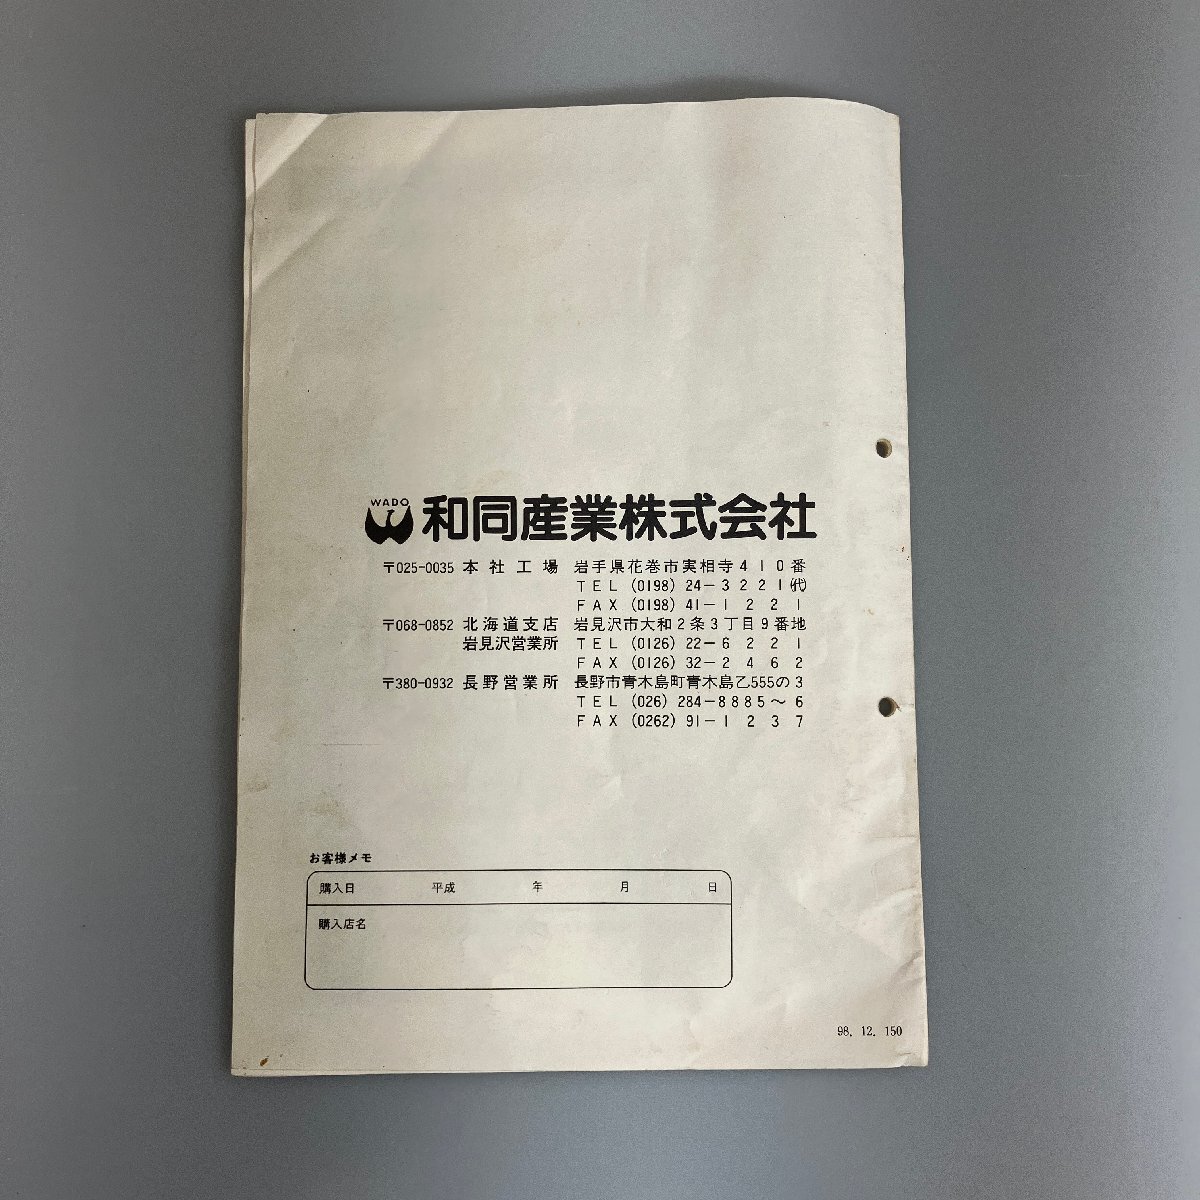 WADO
和同産業株式会社
〒025-0035 本社工場 岩手県花巻市実相寺410番
TEL (0198) 24-3221(代)
FAX (0198) 41-1221
〒068-0852 北海道支店 岩見沢市大和2条3丁目9番地
岩見沢営業所 TEL (0126) 22-6221
FAX (0126) 32-2462
〒380-0932 長野営業所 長野市青木島町青木島乙555の3
TEL (026) 284-8885～6
FAX (0262) 91-1237
お客様メモ
購入日 平成 年 月 日
購入店名
98. 12. 150